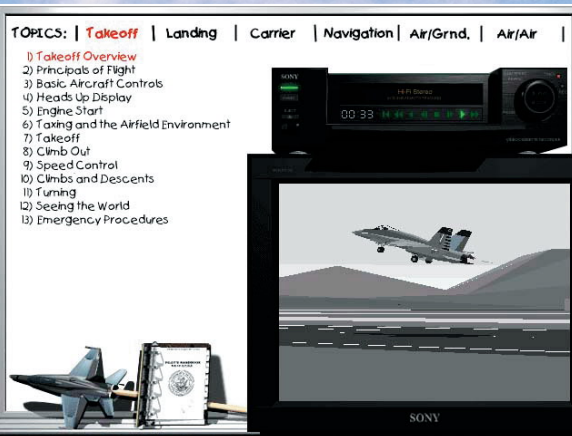 TOPICS: | Takeoff | Landing | Carrier | Navigation | Air/Grnd. | Air/Air |
1) Takeoff Overview
2) Principals of Flight
3) Basic Aircraft Controls
4) Heads Up Display
5) Engine Start
6) Taxing and the Airfield Environment
7) Takeoff
8) Climb Out
9) Speed Control
10) Climbs and Descents
11) Turning
12) Seeing the World
13) Emergency Procedures
SONY
Hi-Fi Stereo
00 33
SONY